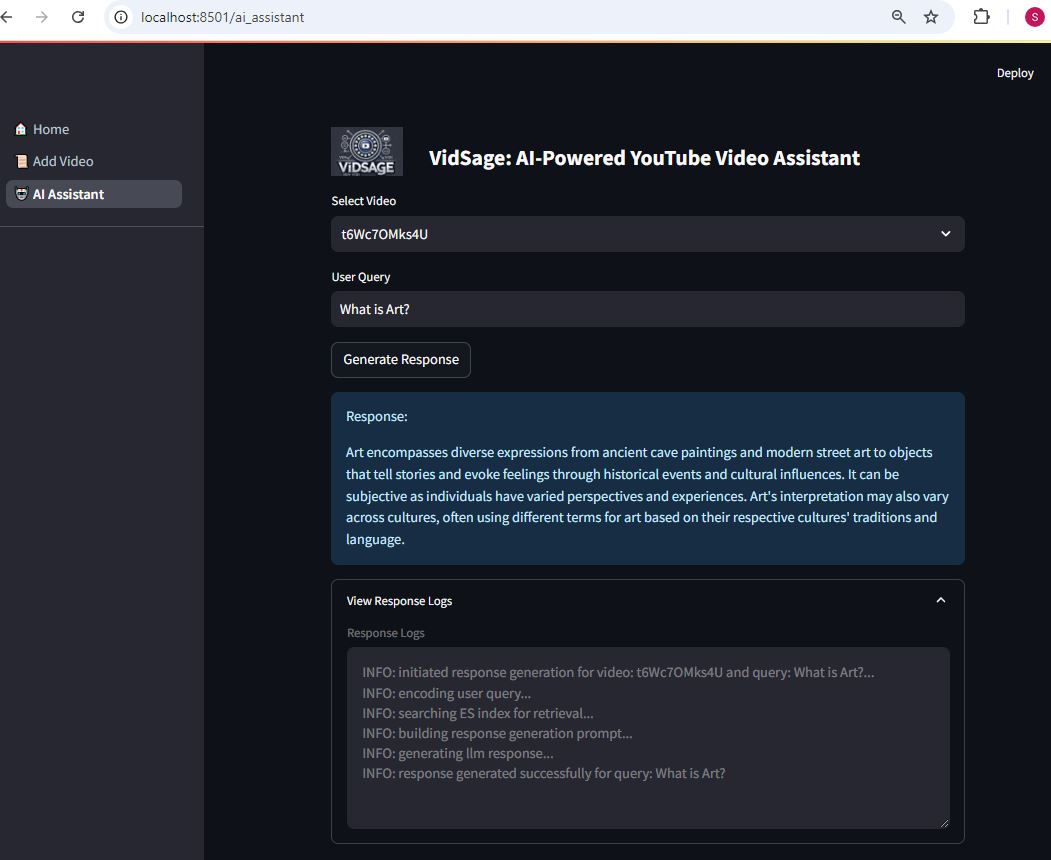 localhost:8501/ai_assistant
S
Deploy
Home
Add Video
AI Assistant
VIDSAGE
VidSage: AI-Powered YouTube Video Assistant
Select Video
t6Wc7OMks4U
User Query
What is Art?
Generate Response
Response:
Art encompasses diverse expressions from ancient cave paintings and modern street art to objects
that tell stories and evoke feelings through historical events and cultural influences. It can be
subjective as individuals have varied perspectives and experiences. Art's interpretation may also vary
across cultures, often using different terms for art based on their respective cultures' traditions and
language.
View Response Logs
Response Logs
INFO: initiated response generation for video: t6Wc7OMks4U and query: What is Art?...
INFO: encoding user query...
INFO: searching ES index for retrieval...
INFO: building response generation prompt...
INFO: generating llm response...
INFO: response generated successfully for query: What is Art?